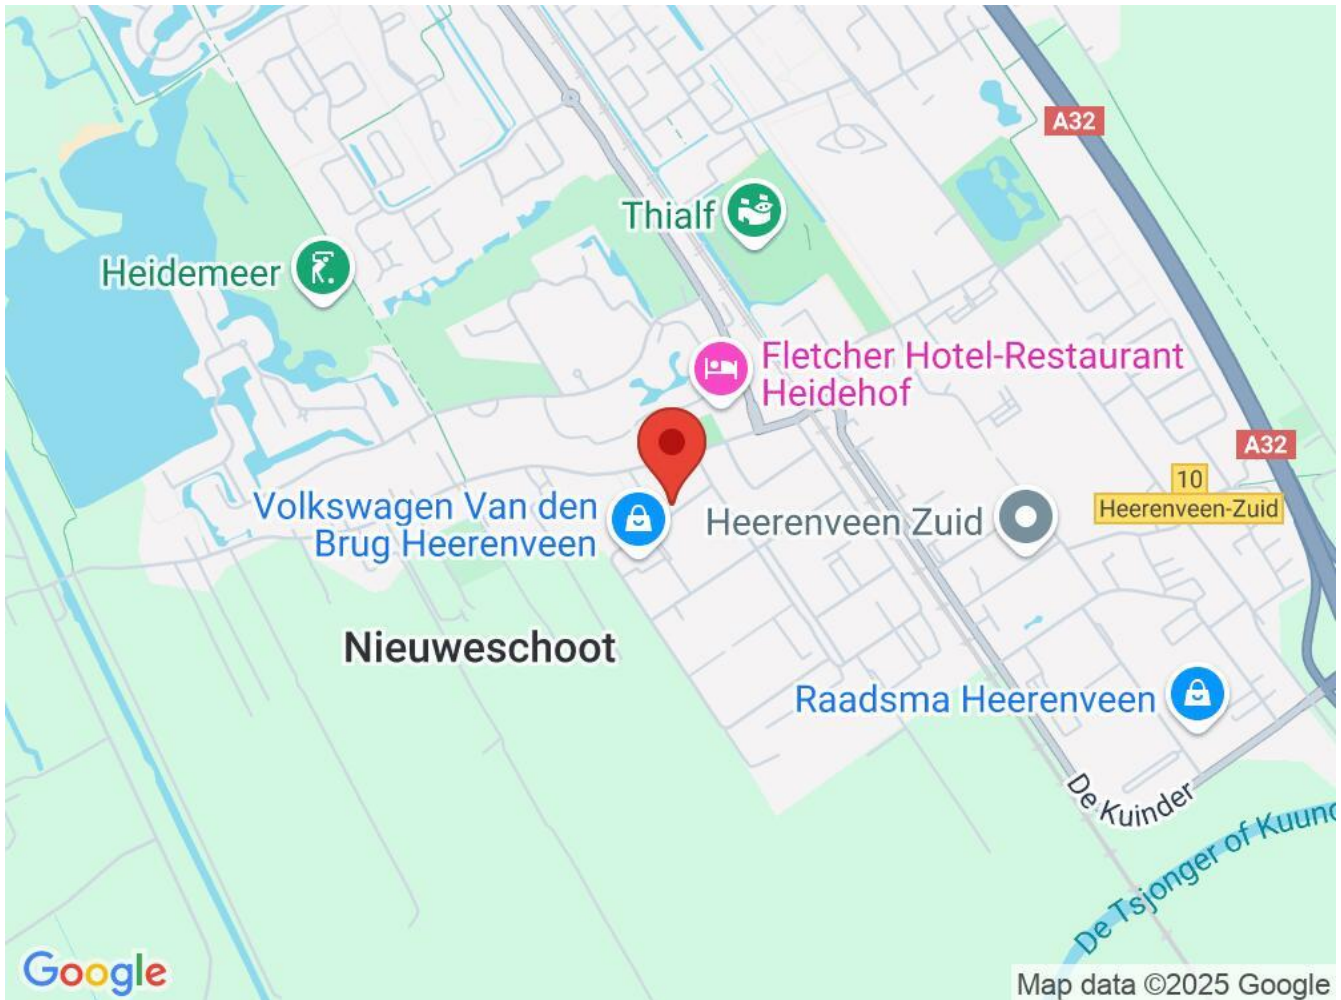 A32
Thialf
Heidemeer
Fletcher Hotel-Restaurant
Heidehof
A32
10
Heerenveen-Zuid
Volkswagen Van den
Brug Heerenveen
Heerenveen Zuid
Nieuweschoot
Raadsma Heerenveen
De Kuinder
De Tsjonger of Kuund
Google
Map data ©2025 Google